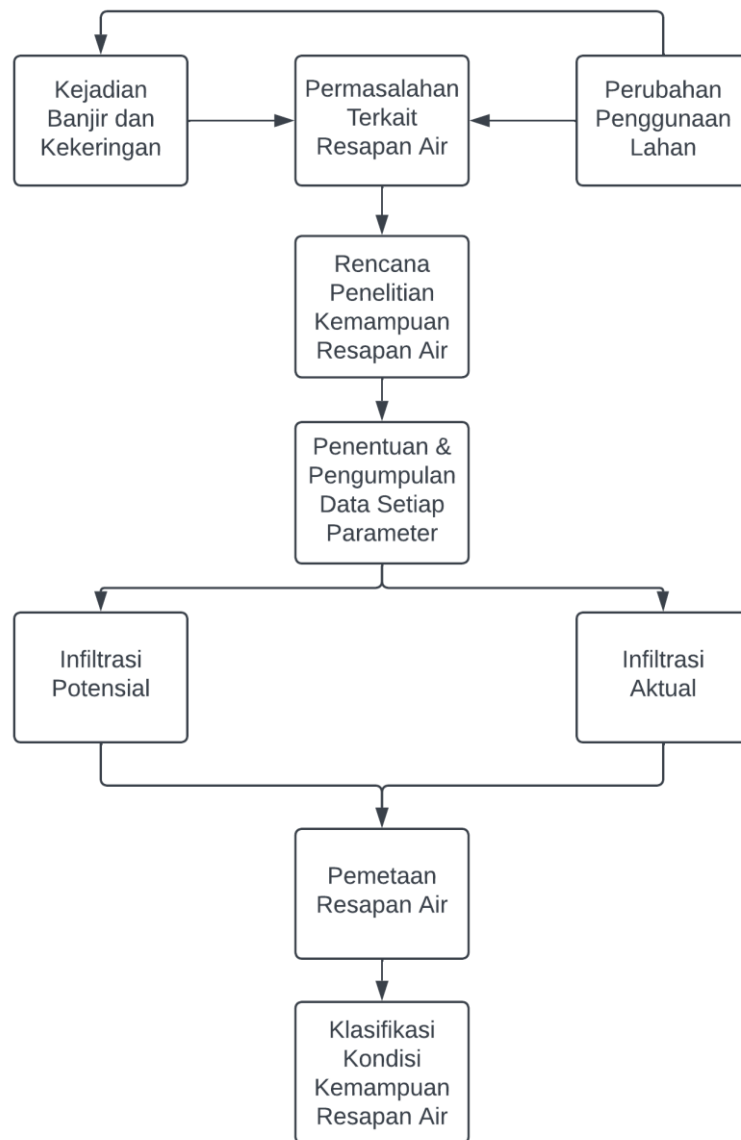 Kejadian
Banjir dan
Kekeringan
Permasalahan
Terkait
Resapan Air
Perubahan
Penggunaan
Lahan
Rencana
Penelitian
Kemampuan
Resapan Air
Penentuan &
Pengumpulan
Data Setiap
Parameter
Infiltrasi
Potensial
Infiltrasi
Aktual
Pemetaan
Resapan Air
Klasifikasi
Kondisi
Kemampuan
Resapan Air